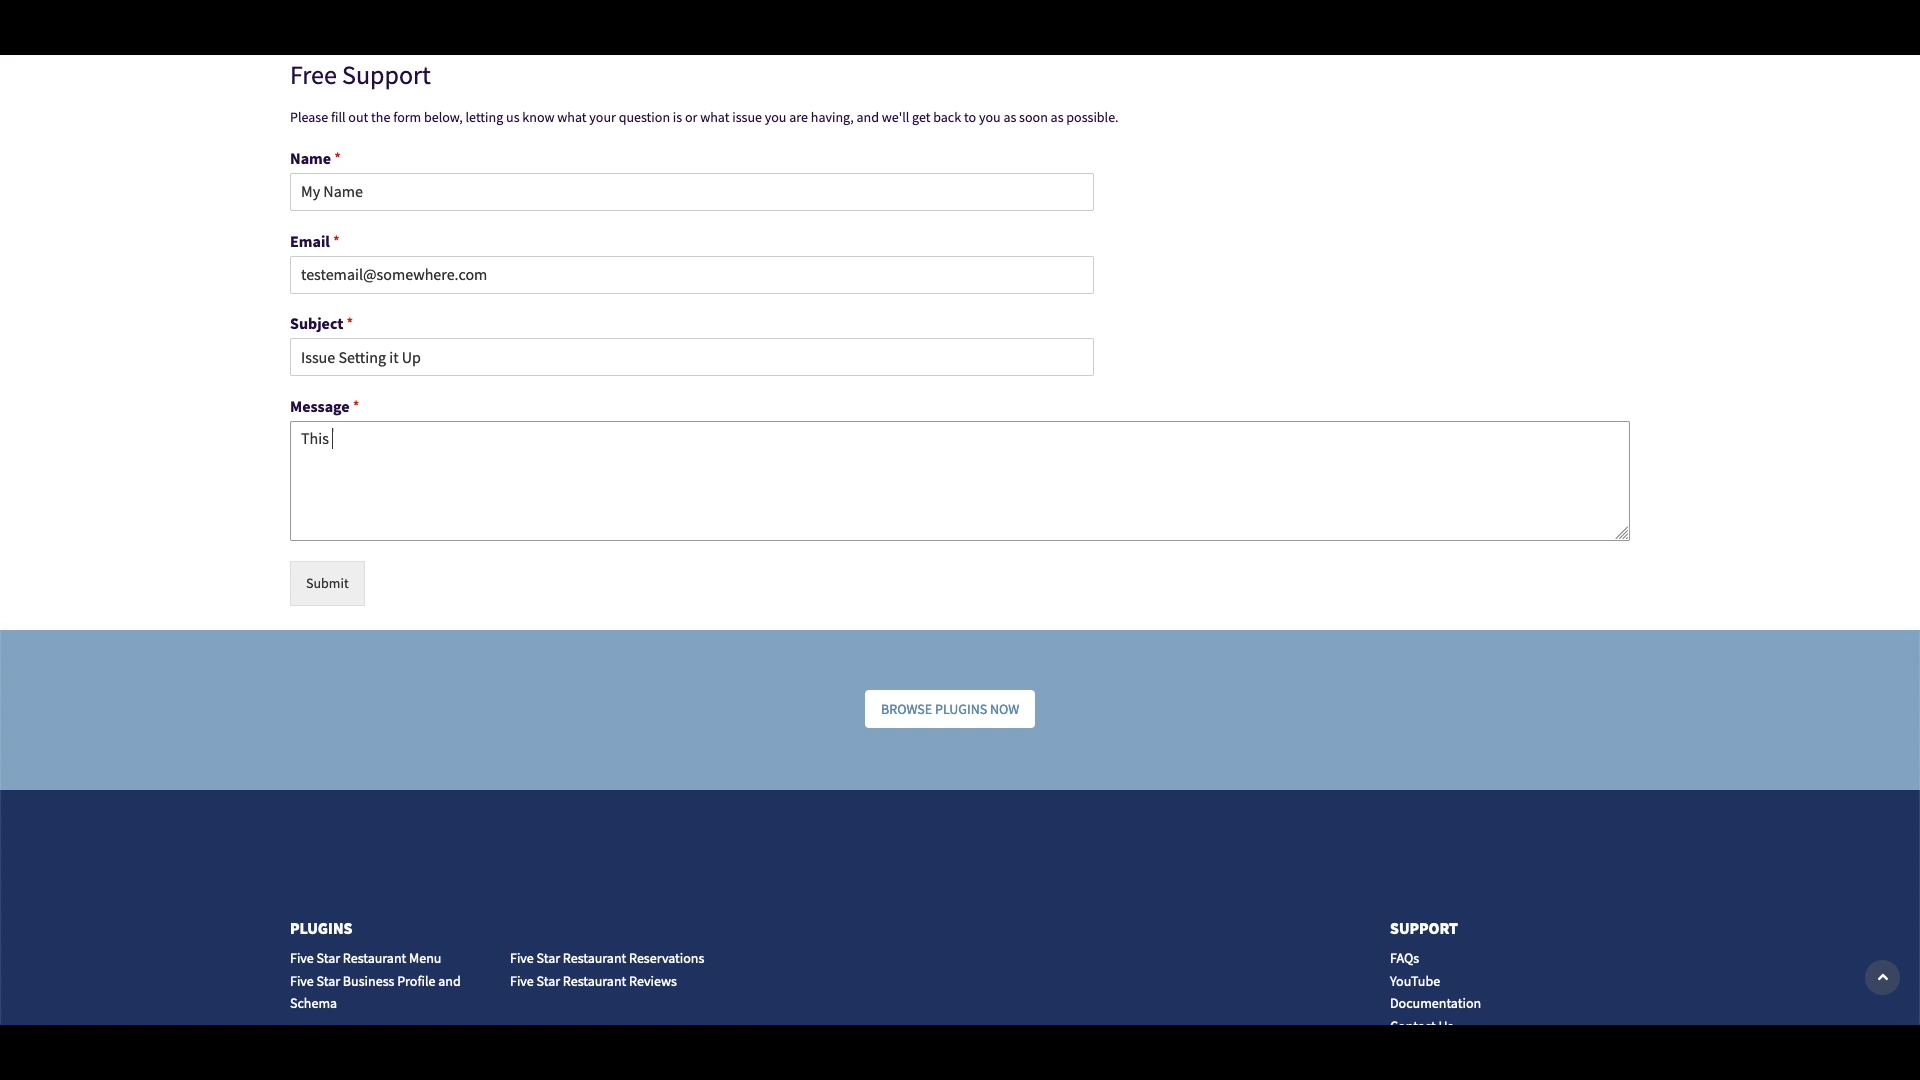 Free Support
Please fill out the form below, letting us know what your question is or what issue you are having, and we'll get back to you as soon as possible.
Name *
My Name
Email *
testemail@somewhere.com
Subject *
Issue Setting it Up
Message *
This
Submit
BROWSE PLUGINS NOW
PLUGINS
Five Star Restaurant Menu
Five Star Business Profile and
Schema
Five Star Restaurant Reservations
Five Star Restaurant Reviews
SUPPORT
FAQs
YouTube
Documentation
Contact Us